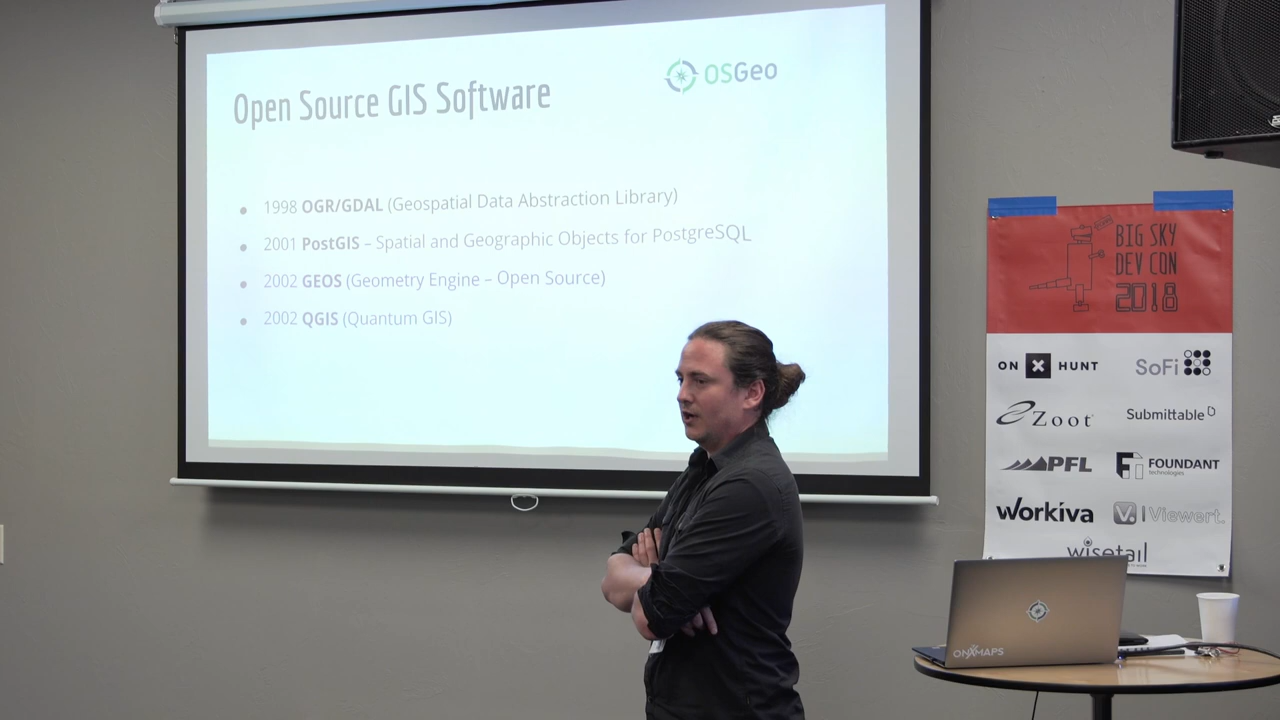 Open Source GIS Software
OSGeo
1998 OGR/GDAL (Geospatial Data Abstraction Library)
2001 PostGIS – Spatial and Geographic Objects for PostgreSQL
2002 GEOS (Geometry Engine – Open Source)
2002 QGIS (Quantum GIS)
BIG SKY
DEV CON
2018
ON X HUNT
SoFi
Zoot
Submittable
PFL
FOUNDANT
technologies
Workiva
V. | Viewert.
wisetail
ONXMAPS